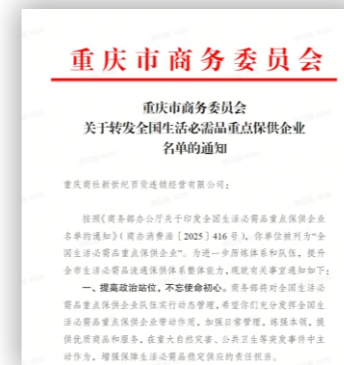 重庆市商务委员会
重庆市商务委员会
关于转发全国生活必需品重点保供企业
名单的通知
重庆商社新世纪百货连锁经营有限公司：
按照《商务部办公厅关于印发全国生活必需品重点保供企业
名单的通知》（商办消费函〔2025〕416号），你单位被列为“全
国生活必需品重点保供企业”。为进一步历练体系和队伍，提升
全市生活必需品流通保供体系整体能力，现就有关事宜通知如下：
一、提高政治站位，不忘使命初心。商务部将对全国生活必
需品重点保供企业队伍实行动态管理，希望你们充分发挥全国生
活必需品重点保供企业带动作用，加强日常管理，练强本领，提
供优质商品和服务，在重大自然灾害、公共卫生等突发事件中主
动作为，增强保障生活必需品稳定供应的责任担当。